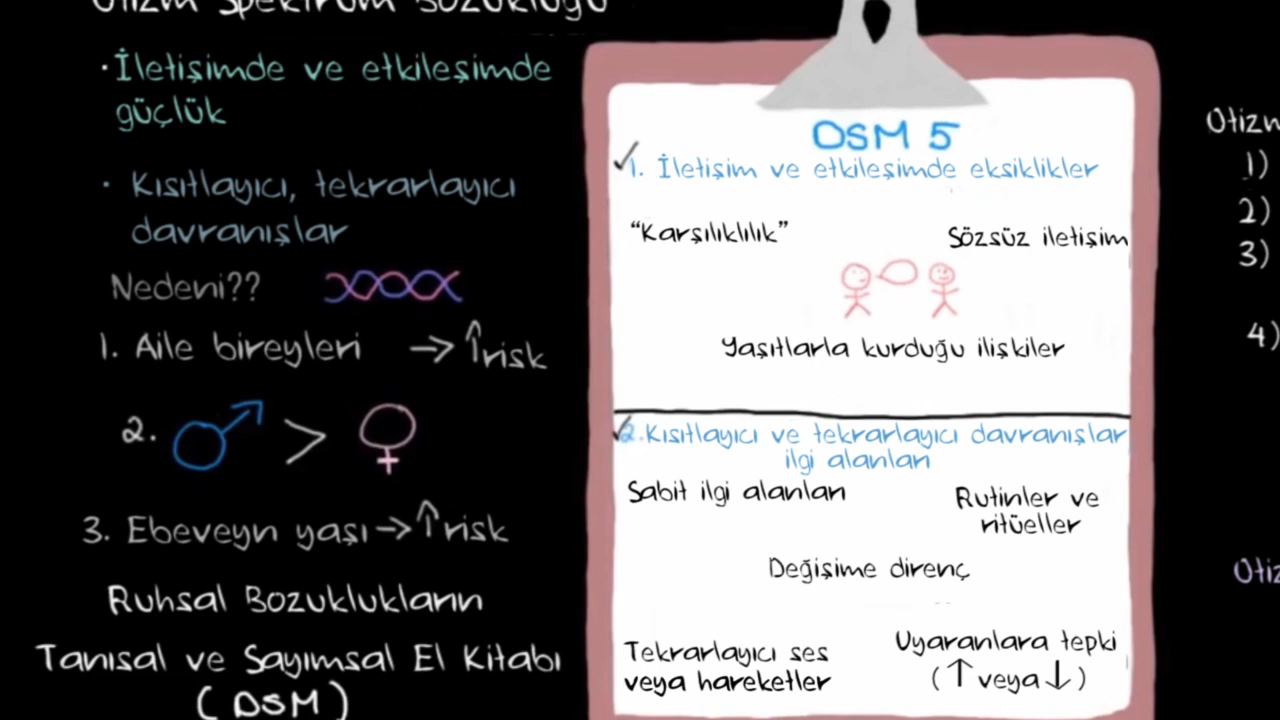 Otizm Spektrum Bozukluğu
· İletişimde ve etkileşimde
güçlük
· Kısıtlayıcı, tekrarlayıcı
davranışlar
Nedeni??
1. Aile bireyleri → ↑risk
2. ♂ > ♀
3. Ebeveyn yaşı→↑risk
Ruhsal Bozuklukların
Tanısal ve Sayımsal El Kitabı
(DSM)
DSM 5
✓1. İletişim ve etkileşimde eksiklikler
“Karşılıklılık”
Sözsüz iletişim
Yaşıtlarla kurduğu ilişkiler
✓2. Kısıtlayıcı ve tekrarlayıcı davranışlar
ilgi alanları
Sabit ilgi alanları
Rutinler ve
ritüeller
Değişime direnç
Tekrarlayıcı ses
veya hareketler
Uyaranlara tepki
(↑veya↓)
1)
2)
3)
4)